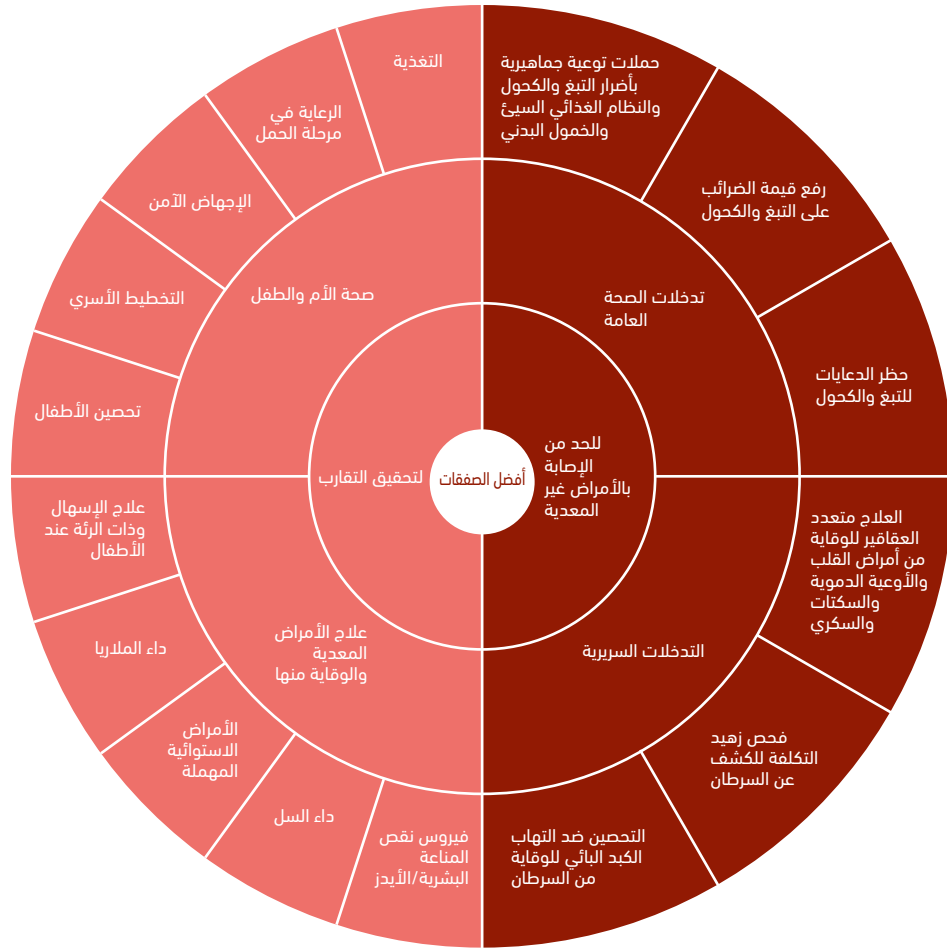 أفضل الصفقات
للحد من
الإصابة
بالأمراض غير
المعدية
تدخلات الصحة
العامة
حملات توعية جماهيرية
بأضرار التبغ والكحول
والنظام الغذائي السيئ
والخمول البدني
رفع قيمة الضرائب
على التبغ والكحول
حظر الدعايات
للتبغ والكحول
التدخلات السريرية
العلاج متعدد
العقاقير للوقاية
من أمراض القلب
والأوعية الدموية
والسكتات
والسكري
فحص زهيد
التكلفة للكشف
عن السرطان
التحصين ضد التهاب
الكبد البائي للوقاية
من السرطان
لتحقيق التقارب
صحة الأم والطفل
التغذية
الرعاية في
مرحلة الحمل
الإجهاض الآمن
التخطيط الأسري
تحصين الأطفال
علاج الأمراض
المعدية
والوقاية منها
علاج الإسهال
وذات الرئة عند
الأطفال
داء الملاريا
الأمراض
الاستوائية
المهملة
داء السل
فيروس نقص
المناعة
البشرية/الأيدز